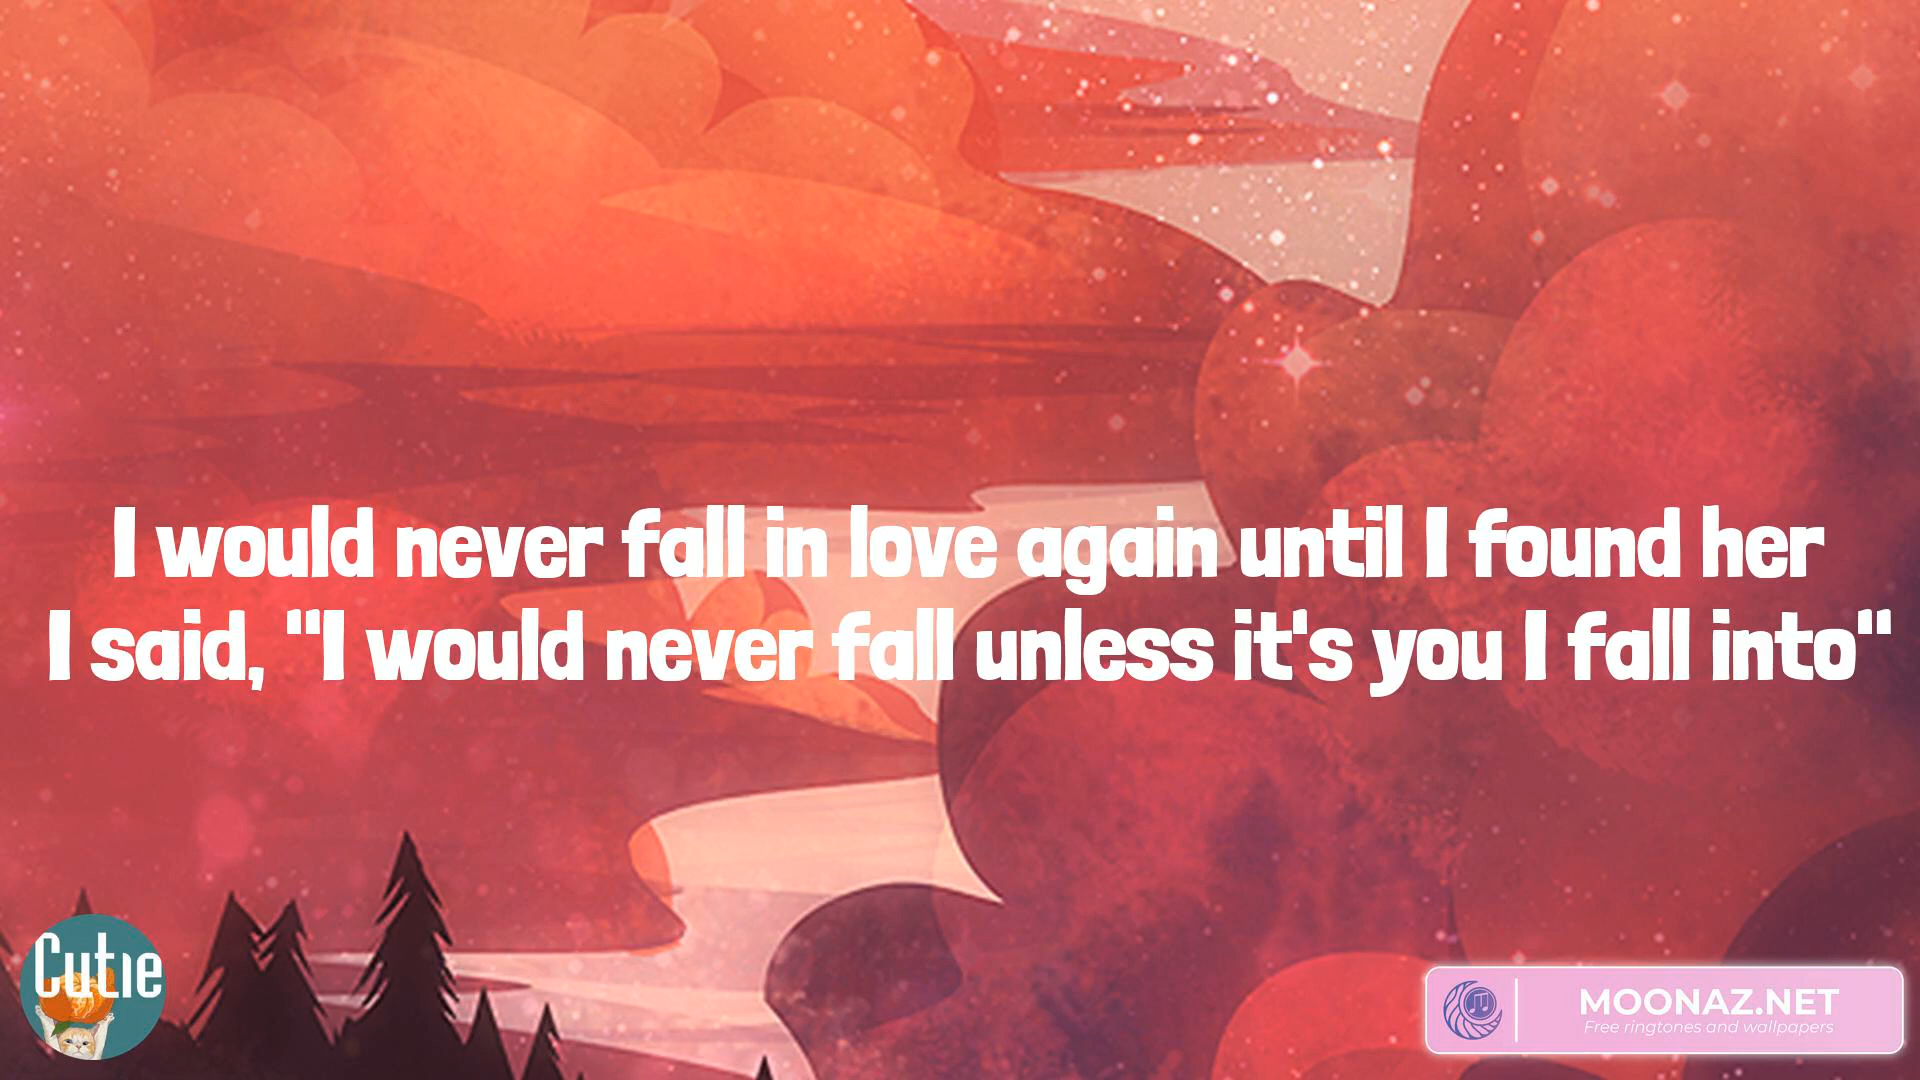 I would never fall in love again until I found her
I said, "I would never fall unless it's you I fall into"
Cutie
MOONAZ.NET
Free ringtones and wallpapers